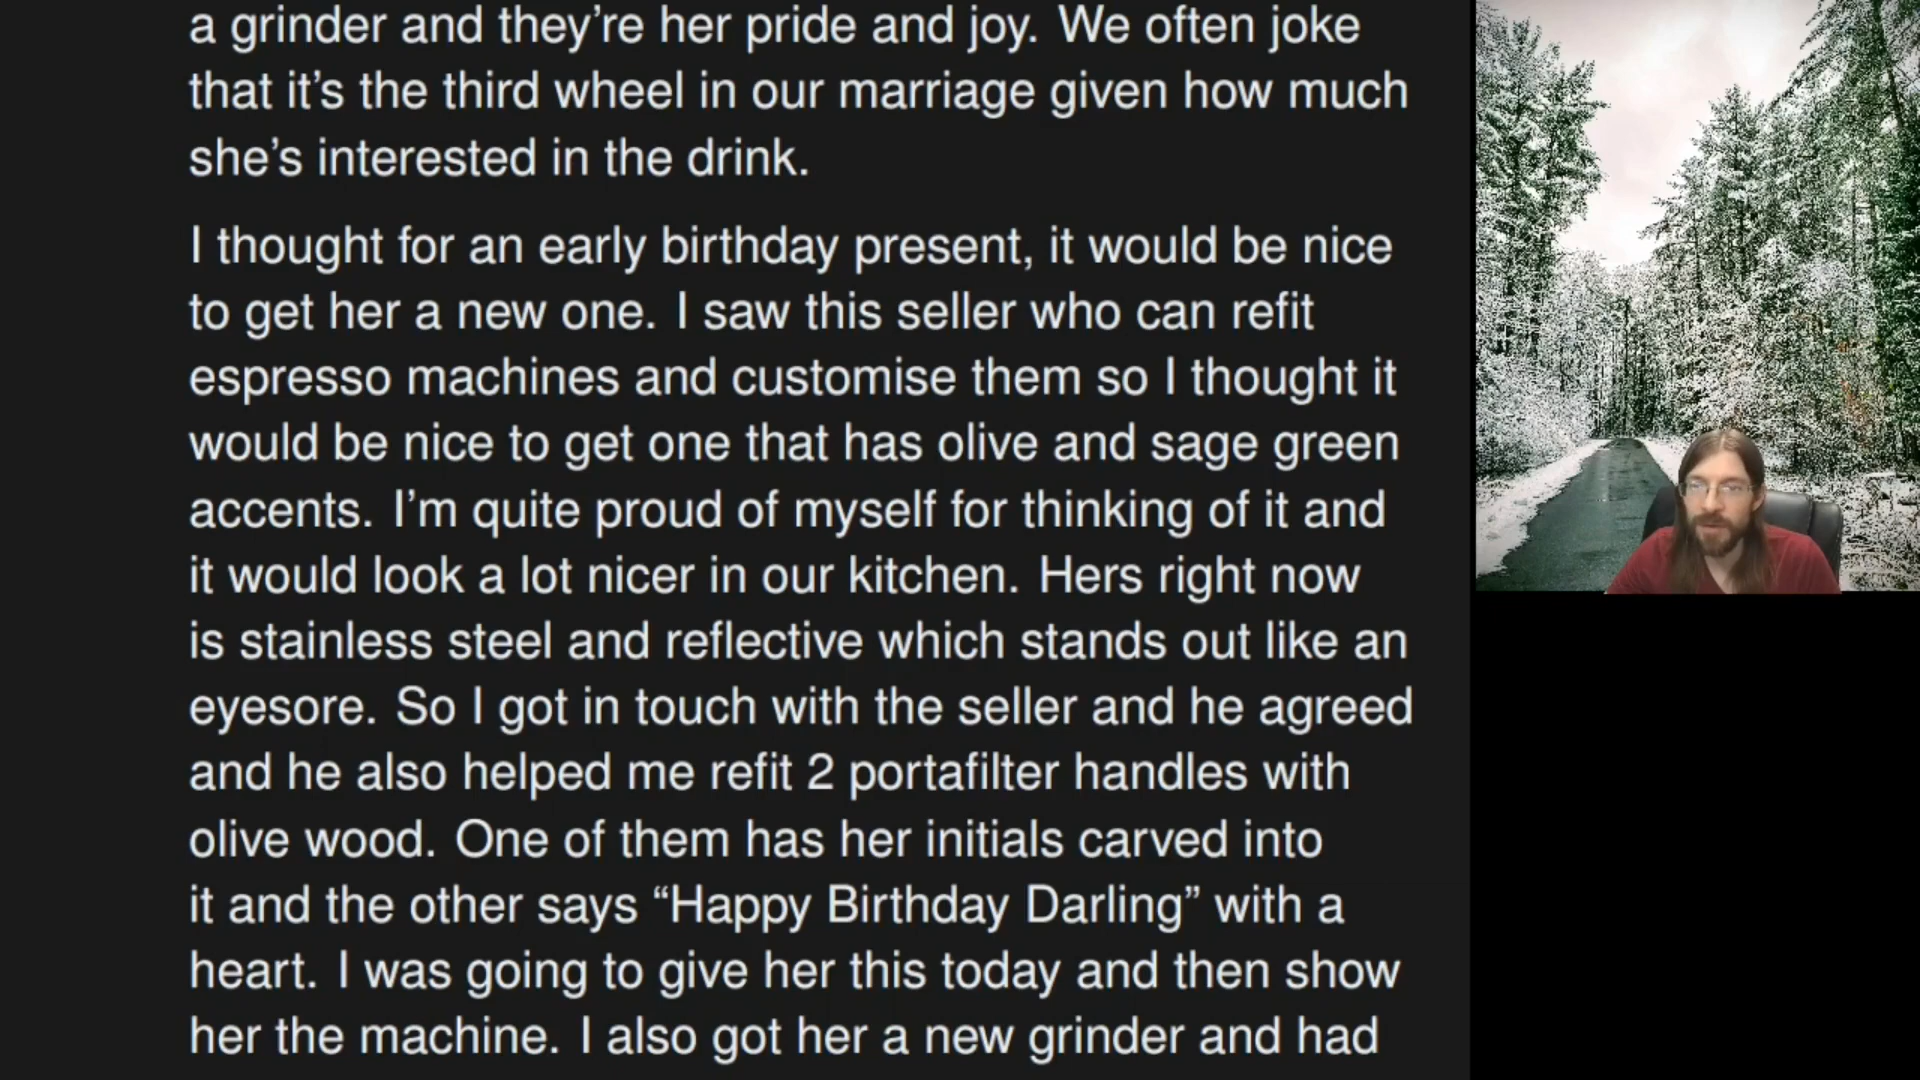 a grinder and they’re her pride and joy. We often joke
that it’s the third wheel in our marriage given how much
she’s interested in the drink.
I thought for an early birthday present, it would be nice
to get her a new one. I saw this seller who can refit
espresso machines and customise them so I thought it
would be nice to get one that has olive and sage green
accents. I’m quite proud of myself for thinking of it and
it would look a lot nicer in our kitchen. Hers right now
is stainless steel and reflective which stands out like an
eyesore. So I got in touch with the seller and he agreed
and he also helped me refit 2 portafilter handles with
olive wood. One of them has her initials carved into
it and the other says “Happy Birthday Darling” with a
heart. I was going to give her this today and then show
her the machine. I also got her a new grinder and had